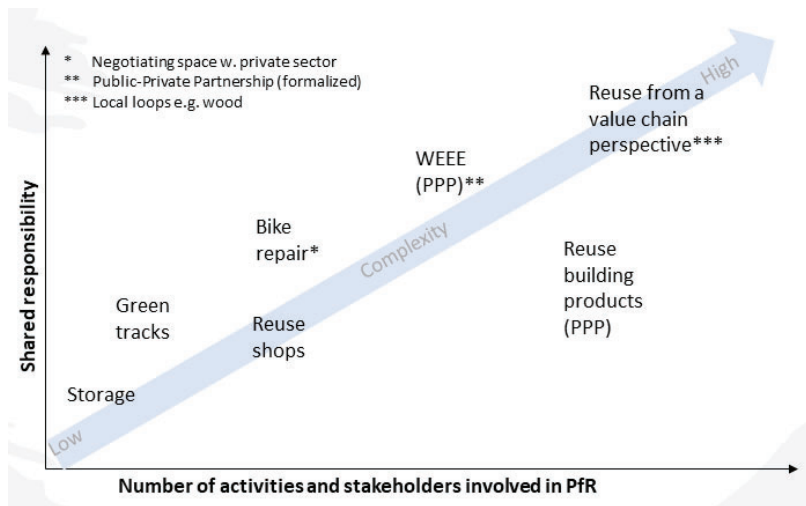 * Negotiating space w. private sector
** Public-Private Partnership (formalized)
*** Local loops e.g. wood
High
Reuse from a
value chain
perspective***
WEEE
(PPP)**
Bike
repair*
Complexity
Reuse
building
products
(PPP)
Green
tracks
Reuse
shops
Storage
Low
Shared responsibility
Number of activities and stakeholders involved in PfR